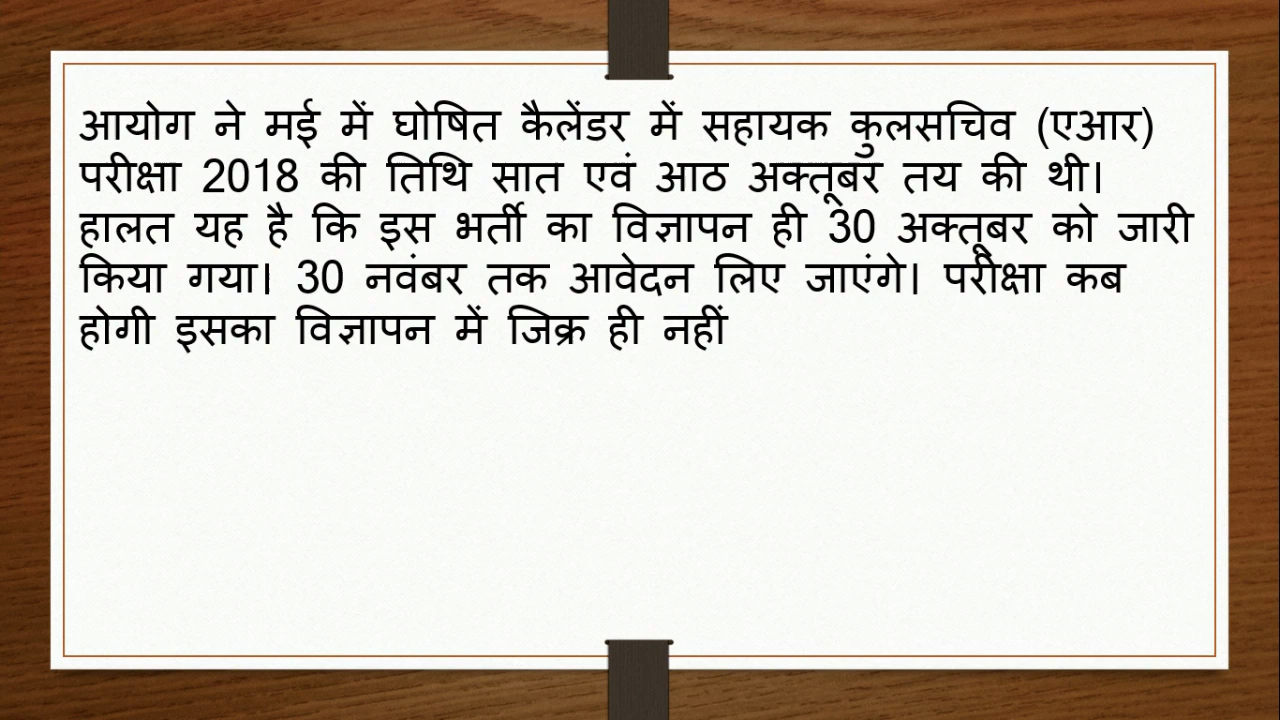 आयोग ने मई में घोषित कैलेंडर में सहायक कुलसचिव (एआर)
परीक्षा 2018 की तिथि सात एवं आठ अक्तूबर तय की थी।
हालत यह है कि इस भर्ती का विज्ञापन ही 30 अक्तूबर को जारी
किया गया। 30 नवंबर तक आवेदन लिए जाएंगे। परीक्षा कब
होगी इसका विज्ञापन में जिक्र ही नहीं